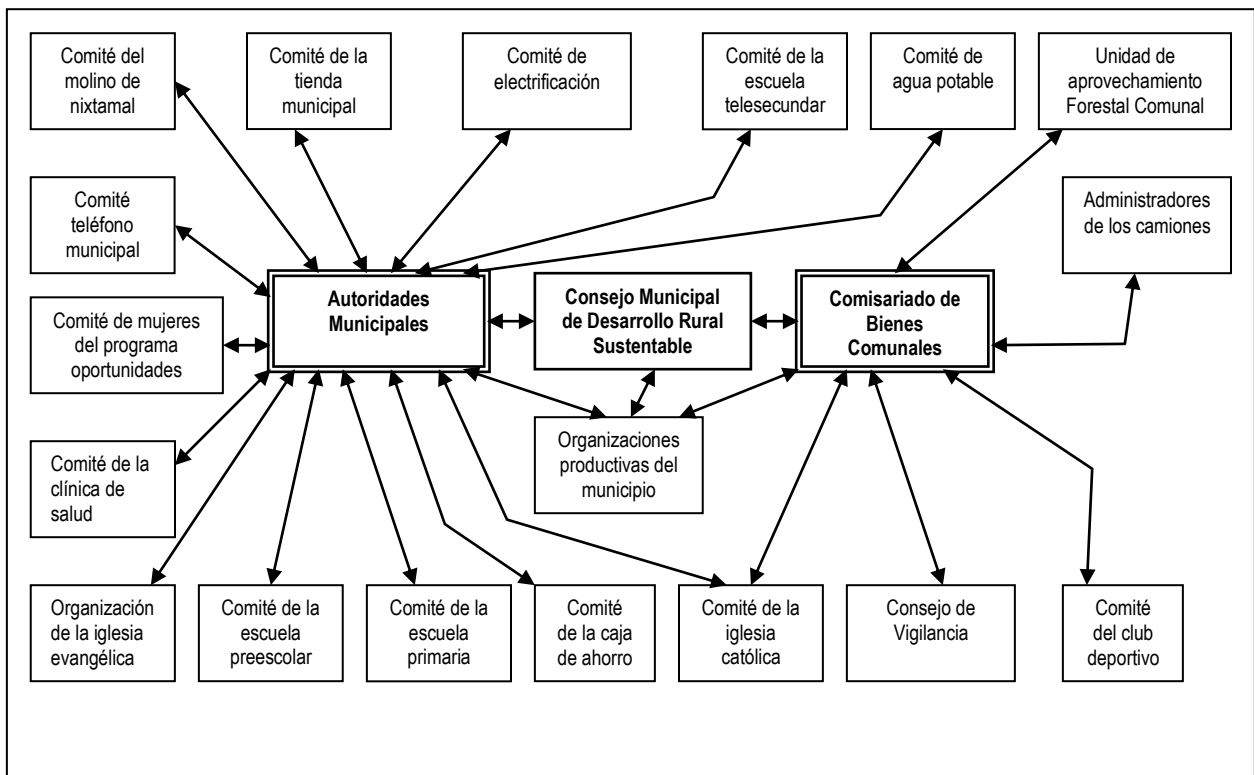 Comité del
molino de
nixtamal
Comité de la
tienda
municipal
Comité de
electrificación
Comité de la
escuela
telesecundar
Comité de
agua potable
Unidad de
aprovechamiento
Forestal Comunal
Comité
teléfono
municipal
Administradores
de los camiones
Autoridades
Municipales
Consejo Municipal
de Desarrollo Rural
Sustentable
Comisariado de
Bienes
Comunales
Comité de mujeres
del programa
oportunidades
Comité de la
clínica de
salud
Organizaciones
productivas del
municipio
Organización
de la iglesia
evangélica
Comité de la
escuela
preescolar
Comité de la
escuela
primaria
Comité
de la caja
de ahorro
Comité de la
iglesia
católica
Consejo de
Vigilancia
Comité
del club
deportivo